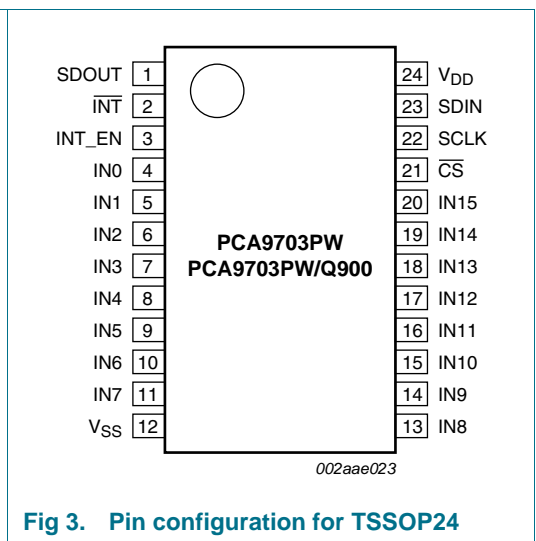 SDOUT 1 24 VDD
INT 2 23 SDIN
INT_EN 3 22 SCLK
IN0 4 21 CS
IN1 5 20 IN15
IN2 6 19 IN14
PCA9703PW
IN3 7 PCA9703PW/Q900 18 IN13
IN4 8 17 IN12
IN5 9 16 IN11
IN6 10 15 IN10
IN7 11 14 IN9
VSS 12 13 IN8
002aae023
Fig 3. Pin configuration for TSSOP24